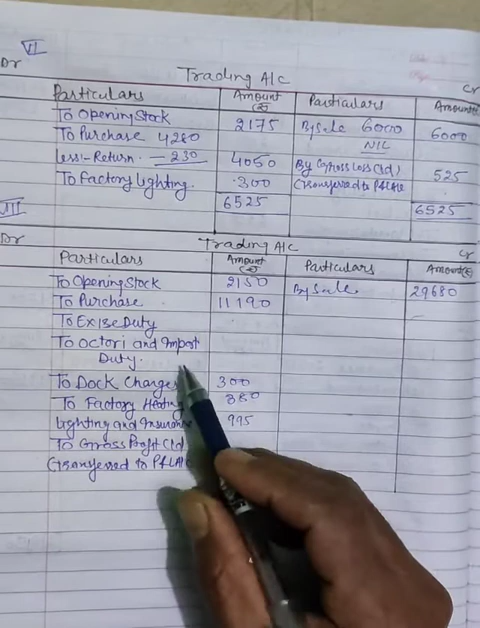 VI
Dr Trading A/C Cr
Particulars Amount (₹) Particulars Amount(₹)
To Opening Stock 2175 By Sale 6000 6000
To Purchase 4280 NIL
Less:- Return. - 230 4050 By Gross Loss C/d)
To Factory Lighting. 300 (Transferred to P&L A/c 525
6525 6525
VII
Dr Trading A/C Cr
Particulars Amount (₹) Particulars Amount(₹)
To Opening Stock 2150 By Sale. 29680
To Purchase 11190
To Exise Duty
To Octori and Import
Duty.
To Dock Charges 300
To Factory Heating 880
Lighting and Insurance 995
To Gross Profit C/d
(Transferred to P&L A/c